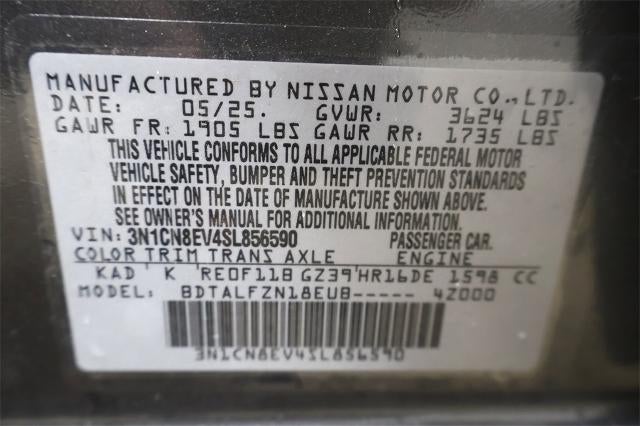 MANUFACTURED BY NISSAN MOTOR CO., LTD.
DATE: 05/25. GVWR: 3624 LBS
GAWR FR: 1905 LBS GAWR RR: 1735 LBS
THIS VEHICLE CONFORMS TO ALL APPLICABLE FEDERAL MOTOR
VEHICLE SAFETY, BUMPER AND THEFT PREVENTION STANDARDS
IN EFFECT ON THE DATE OF MANUFACTURE SHOWN ABOVE.
SEE OWNER'S MANUAL FOR ADDITIONAL INFORMATION.
VIN: 3N1CN8EV4SL856590 PASSENGER CAR.
COLOR TRIM TRANS AXLE ENGINE
KAD K RE0F11B GZ39 HR16DE 1598 CC
MODEL: BDTALFZN18EUB----- 4Z000
3N1CN8EV4SL856590